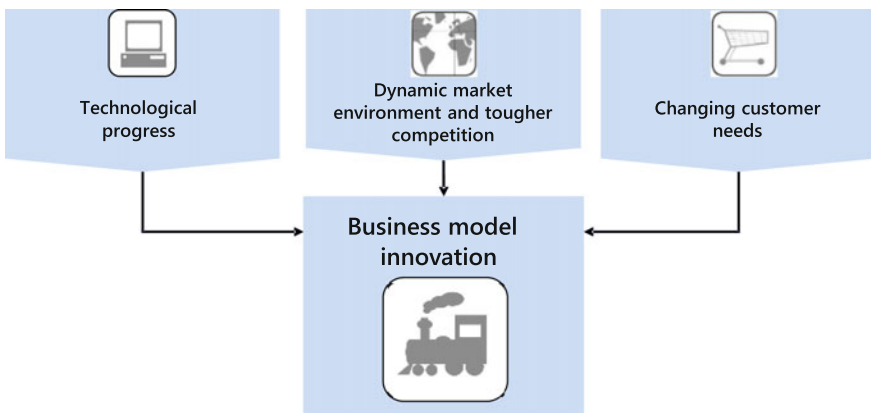 Technological
progress
Dynamic market
environment and tougher
competition
Changing customer
needs
Business model
innovation